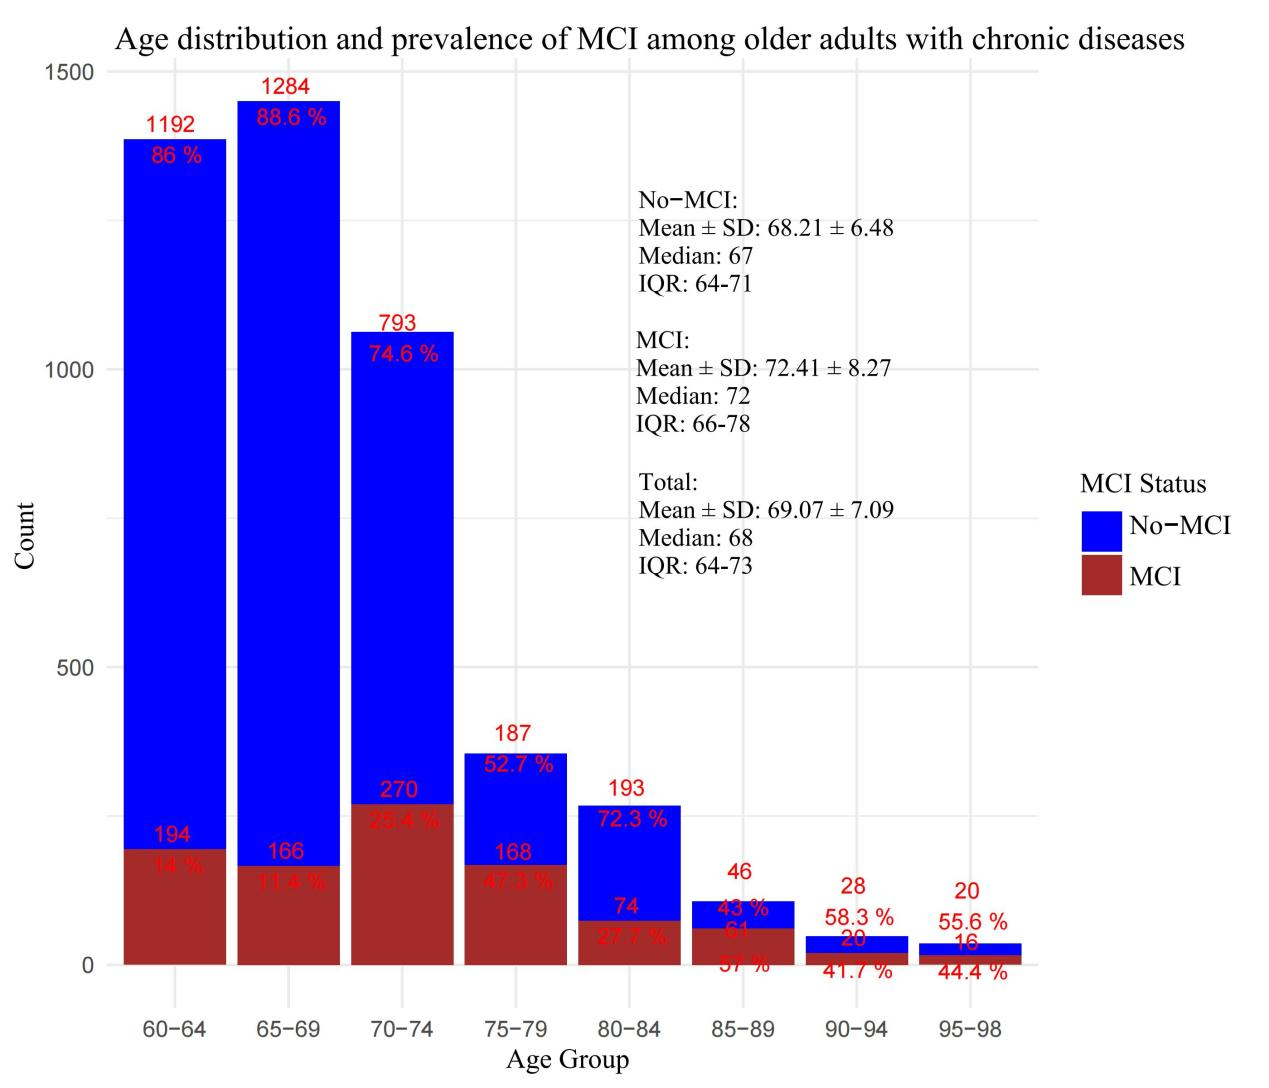 Age distribution and prevalence of MCI among older adults with chronic diseases
1500
1000
500
0
Count
1192
86 %
194
14 %
1284
88.6 %
166
11.4 %
793
74.6 %
270
25.4 %
187
52.7 %
168
47.3 %
193
72.3 %
74
27.7 %
46
43 %
61
57 %
28
58.3 %
20
41.7 %
20
55.6 %
16
44.4 %
No−MCI:
Mean ± SD: 68.21 ± 6.48
Median: 67
IQR: 64-71
MCI:
Mean ± SD: 72.41 ± 8.27
Median: 72
IQR: 66-78
Total:
Mean ± SD: 69.07 ± 7.09
Median: 68
IQR: 64-73
MCI Status
No−MCI
MCI
60−64 65−69 70−74 75−79 80−84 85−89 90−94 95−98
Age Group